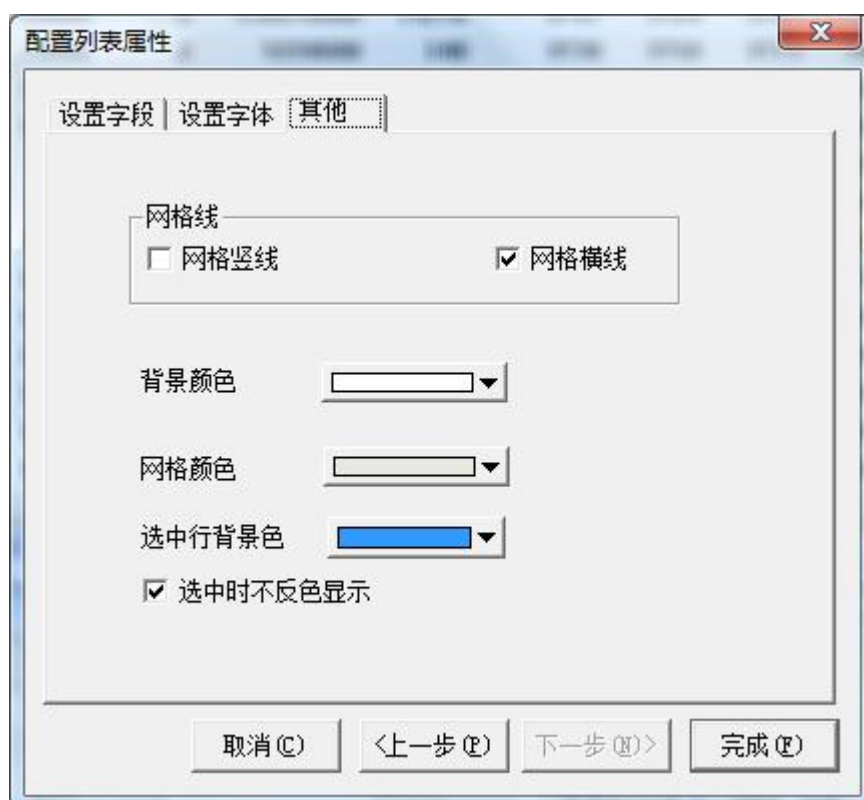 配置列表属性
设置字段 设置字体 其他
网格线
网格竖线 网格横线
背景颜色
网格颜色
选中行背景色
选中时不反色显示
取消(C) <上一步(P) 下一步(N)> 完成(F)